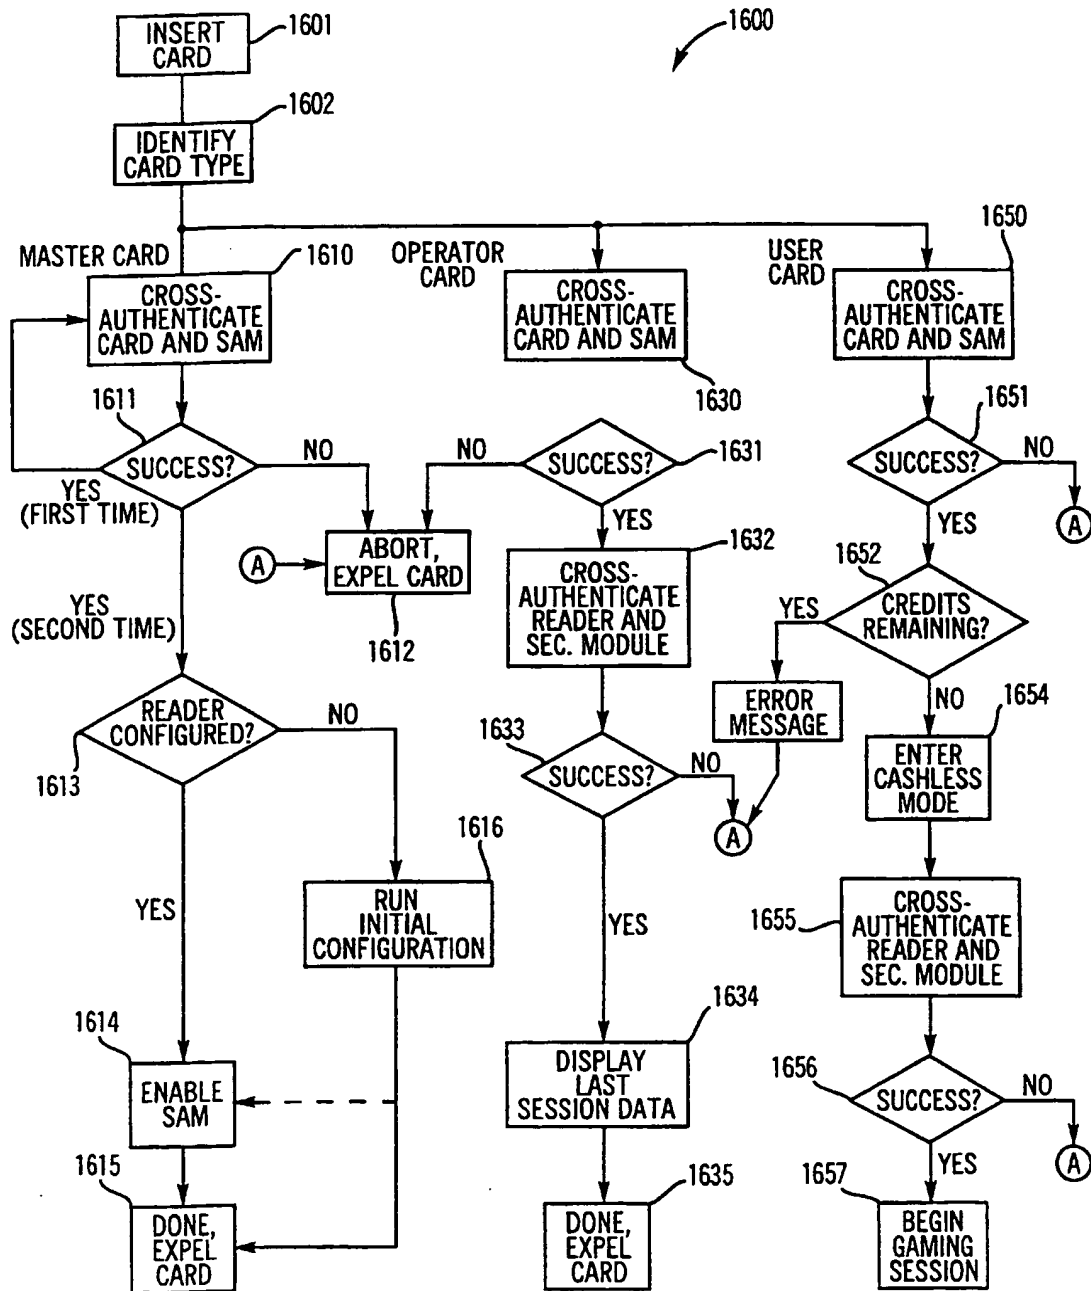 1600
INSERT
CARD
1601
IDENTIFY
CARD TYPE
1602
MASTER CARD
1610
CROSS-
AUTHENTICATE
CARD AND SAM
OPERATOR
CARD
CROSS-
AUTHENTICATE
CARD AND SAM
1630
USER
CARD
1650
CROSS-
AUTHENTICATE
CARD AND SAM
1611
SUCCESS?
NO
YES
(FIRST TIME)
YES
(SECOND TIME)
A
ABORT,
EXPEL CARD
1612
NO
SUCCESS?
1631
YES
1632
CROSS-
AUTHENTICATE
READER AND
SEC. MODULE
1651
SUCCESS?
NO
A
YES
1652
CREDITS
REMAINING?
YES
ERROR
MESSAGE
NO
1654
ENTER
CASHLESS
MODE
READER
CONFIGURED?
NO
1613
YES
1616
RUN
INITIAL
CONFIGURATION
1614
ENABLE
SAM
1615
DONE,
EXPEL
CARD
1633
SUCCESS?
NO
A
YES
1634
DISPLAY
LAST
SESSION DATA
1635
DONE,
EXPEL
CARD
1655
CROSS-
AUTHENTICATE
READER AND
SEC. MODULE
1656
SUCCESS?
NO
A
YES
1657
BEGIN
GAMING
SESSION